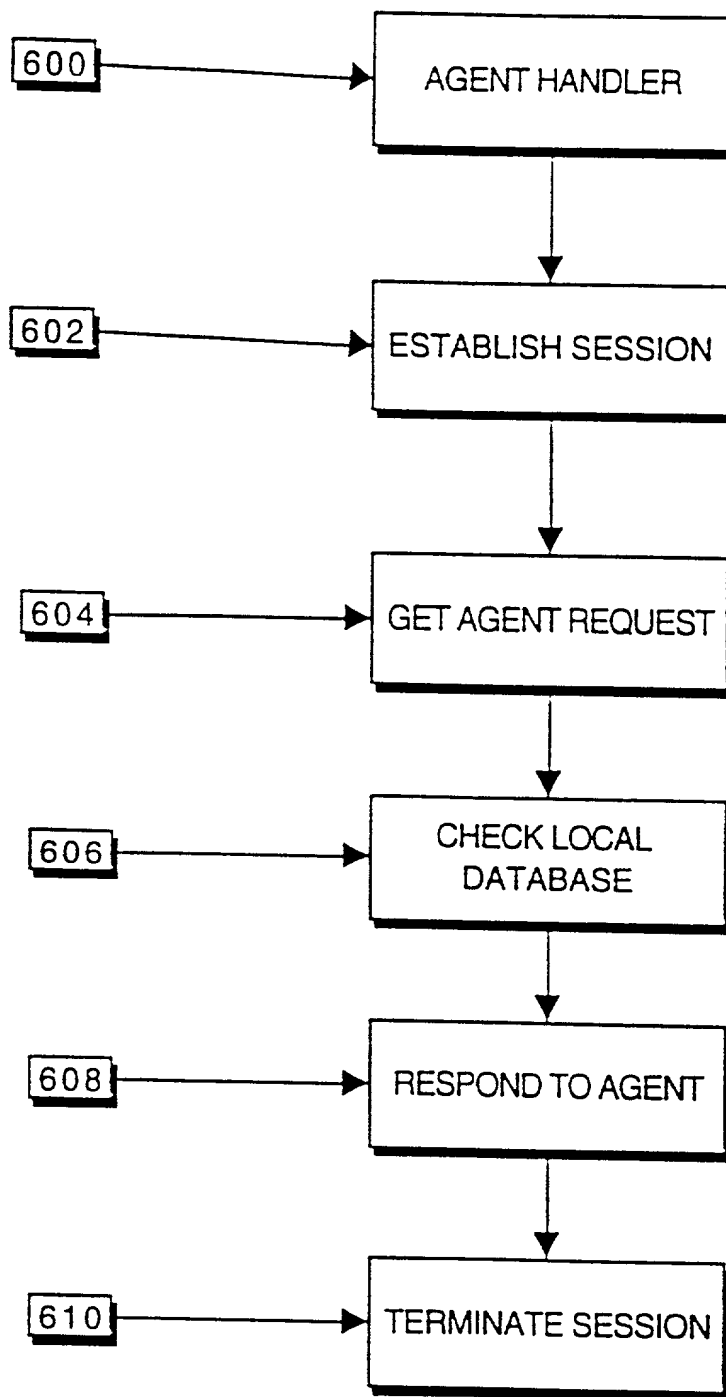 600
AGENT HANDLER
602
ESTABLISH SESSION
604
GET AGENT REQUEST
606
CHECK LOCAL
DATABASE
608
RESPOND TO AGENT
610
TERMINATE SESSION